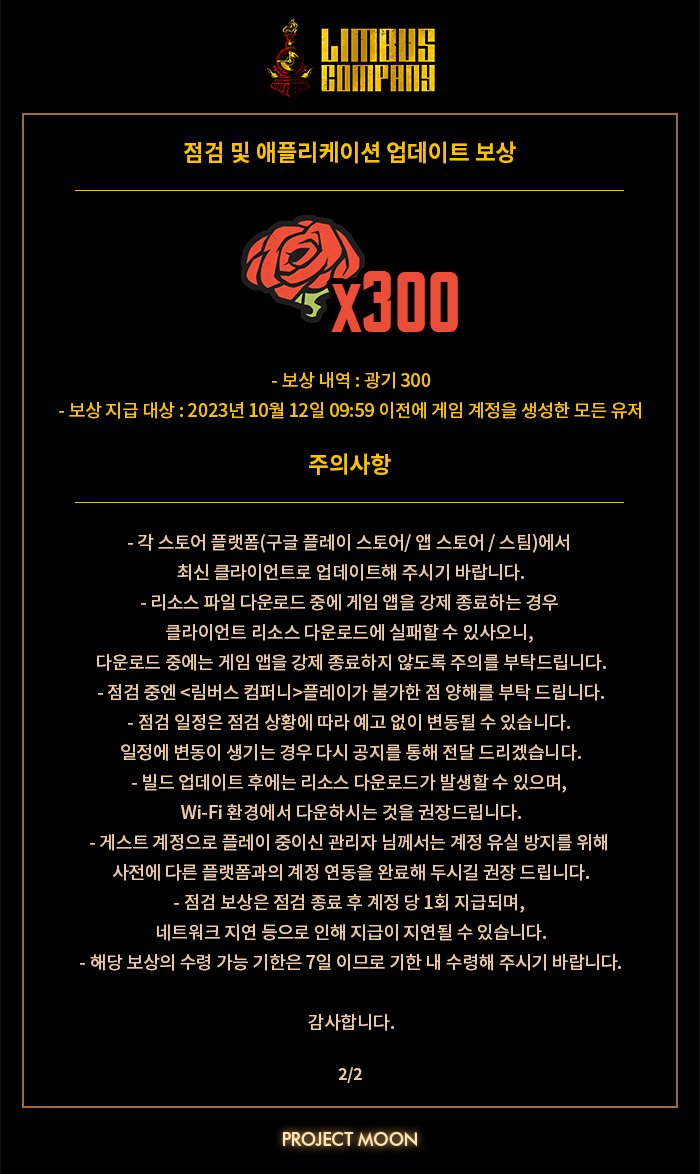 LIMBUS
COMPANY
점검 및 애플리케이션 업데이트 보상
x300
- 보상 내역 : 광기 300
- 보상 지급 대상 : 2023년 10월 12일 09:59 이전에 게임 계정을 생성한 모든 유저
주의사항
- 각 스토어 플랫폼(구글 플레이 스토어/ 앱 스토어 / 스팀)에서
최신 클라이언트로 업데이트해 주시기 바랍니다.
- 리소스 파일 다운로드 중에 게임 앱을 강제 종료하는 경우
클라이언트 리소스 다운로드에 실패할 수 있사오니,
다운로드 중에는 게임 앱을 강제 종료하지 않도록 주의를 부탁드립니다.
- 점검 중엔 <림버스 컴퍼니>플레이가 불가한 점 양해를 부탁 드립니다.
- 점검 일정은 점검 상황에 따라 예고 없이 변동될 수 있습니다.
일정에 변동이 생기는 경우 다시 공지를 통해 전달 드리겠습니다.
- 빌드 업데이트 후에는 리소스 다운로드가 발생할 수 있으며,
Wi-Fi 환경에서 다운하시는 것을 권장드립니다.
- 게스트 계정으로 플레이 중이신 관리자 님께서는 계정 유실 방지를 위해
사전에 다른 플랫폼과의 계정 연동을 완료해 두시길 권장 드립니다.
- 점검 보상은 점검 종료 후 계정 당 1회 지급되며,
네트워크 지연 등으로 인해 지급이 지연될 수 있습니다.
- 해당 보상의 수령 가능 기한은 7일 이므로 기한 내 수령해 주시기 바랍니다.
감사합니다.
2/2
PROJECT MOON